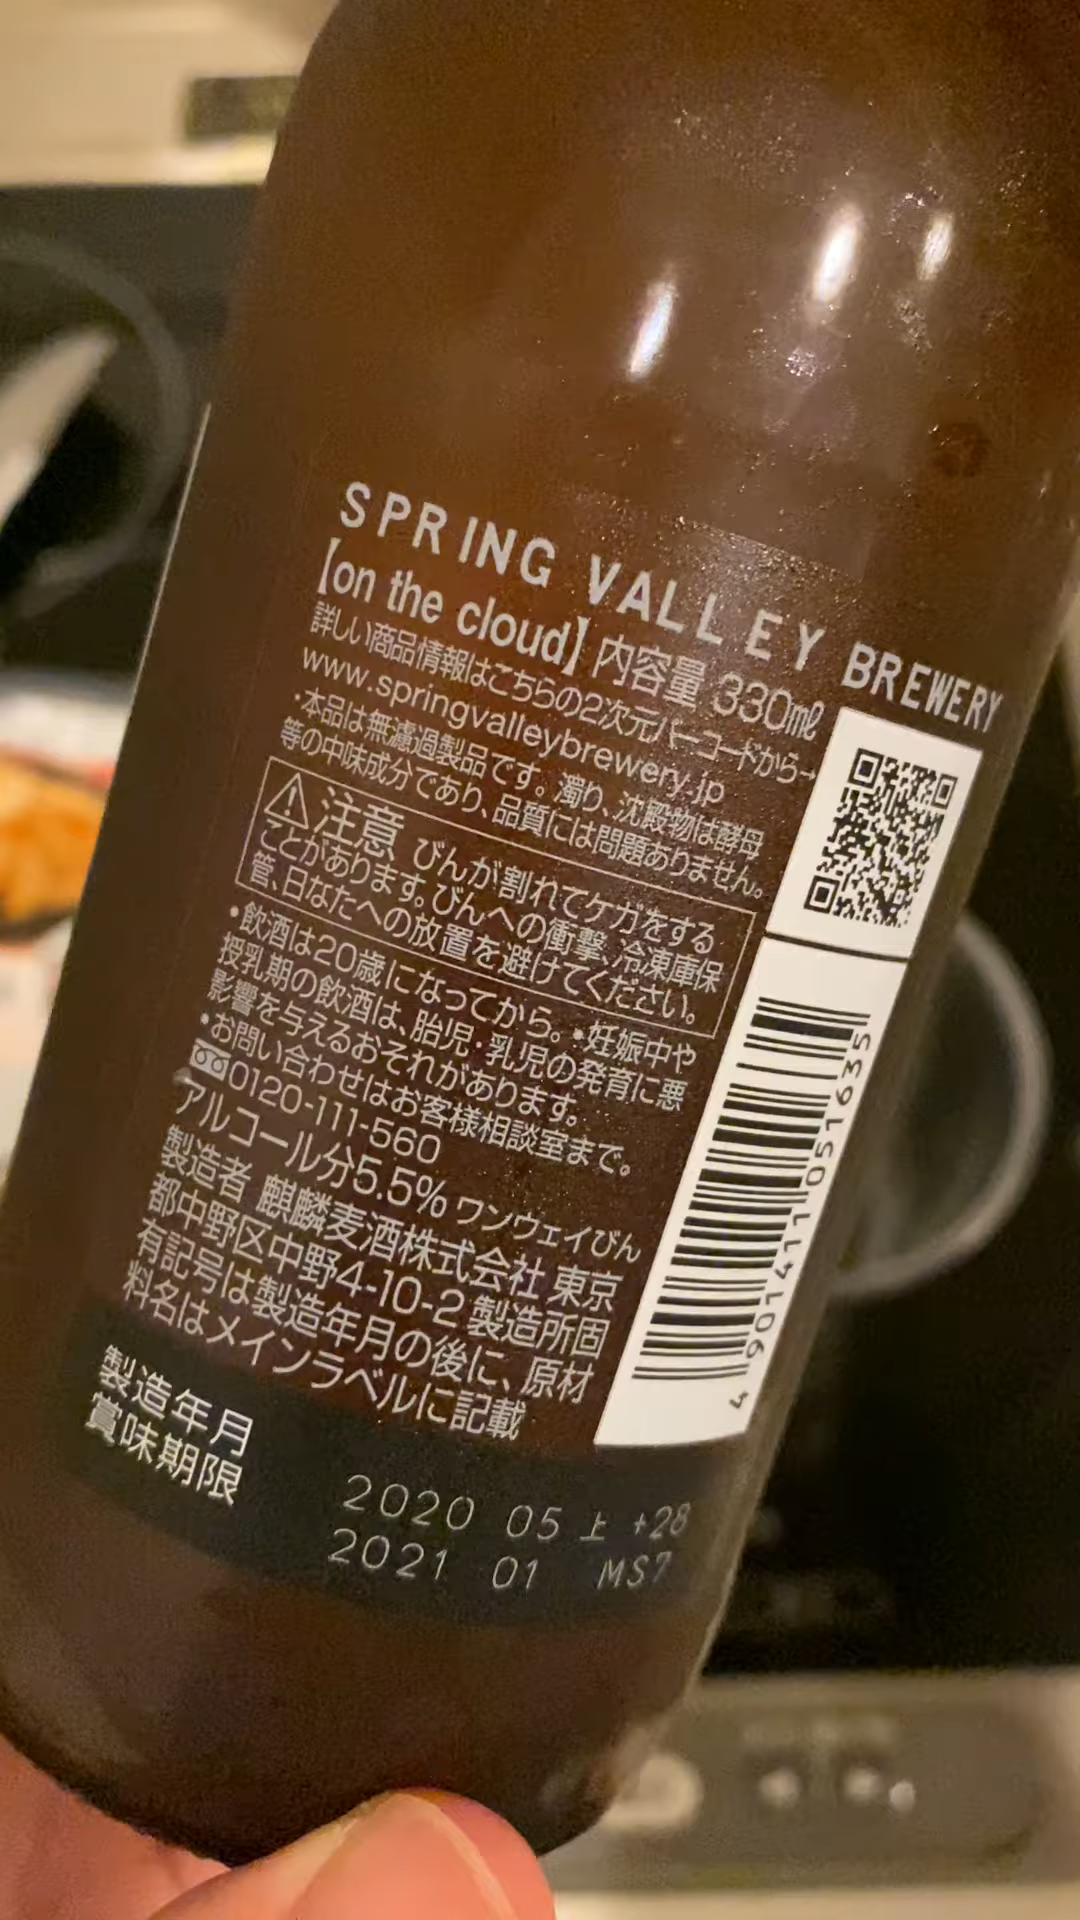 SPRING VALLEY BREWERY
【on the cloud】内容量 330mℓ
詳しい商品情報はこちらの2次元バーコードから→
www.springvalleybrewery.jp
・本品は無濾過製品です。濁り、沈殿物は酵母
等の中味成分であり、品質には問題ありません。
⚠注意 びんが割れてケガをする
ことがあります。びんへの衝撃、冷凍庫保
管、日なたへの放置を避けてください。
•飲酒は20歳になってから。•妊娠中や
授乳期の飲酒は、胎児・乳児の発育に悪
影響を与えるおそれがあります。
•お問い合わせはお客様相談室まで。
0120-111-560
アルコール分5.5% ワンウェイびん
製造者 麒麟麦酒株式会社 東京
都中野区中野4-10-2 製造所固
有記号は製造年月の後に、原材
料名はメインラベルに記載
4 901411 051635
製造年月 2020 05 上 +28
賞味期限 2021 01 MS7